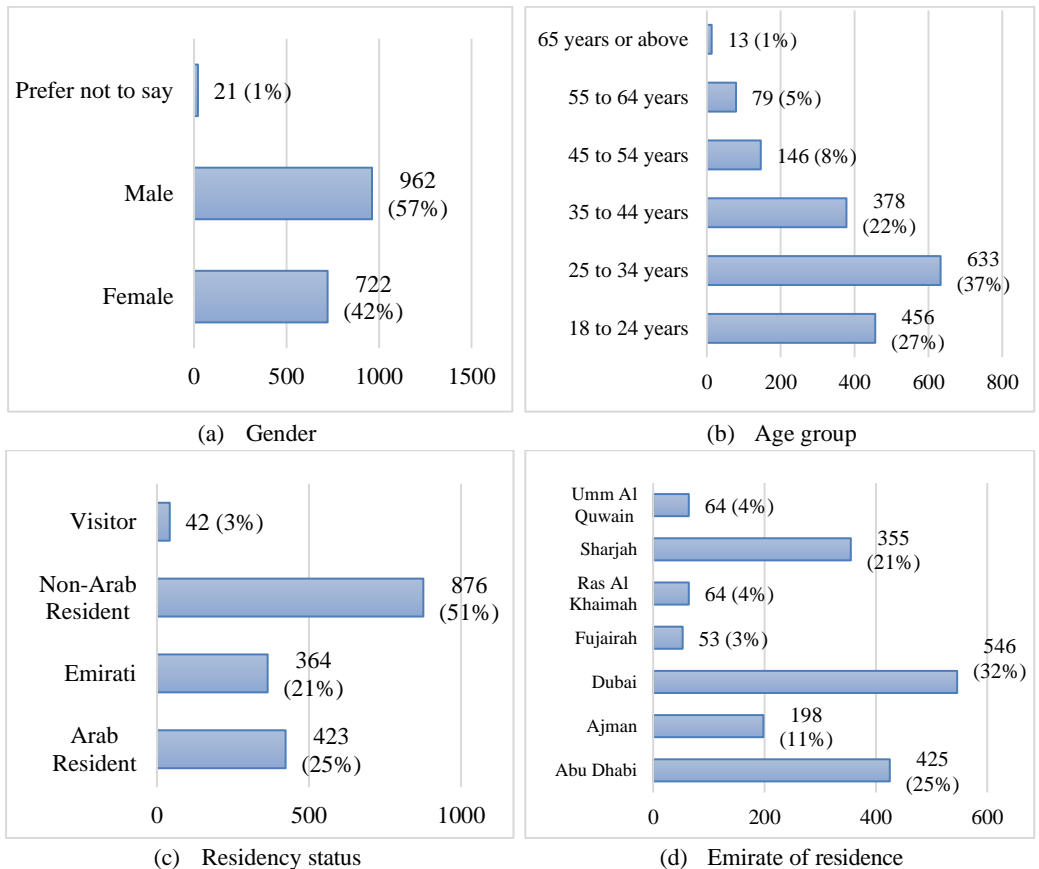 Prefer not to say
21 (1%)
Male
962
(57%)
Female
722
(42%)
0
500
1000
1500
(a) Gender
65 years or above
13 (1%)
55 to 64 years
79 (5%)
45 to 54 years
146 (8%)
35 to 44 years
378
(22%)
25 to 34 years
633
(37%)
18 to 24 years
456
(27%)
0
200
400
600
800
(b) Age group
Visitor
42 (3%)
Non-Arab
Resident
876
(51%)
Emirati
364
(21%)
Arab
Resident
423
(25%)
0
500
1000
(c) Residency status
Umm Al
Quwain
64 (4%)
Sharjah
355
(21%)
Ras Al
Khaimah
64 (4%)
Fujairah
53 (3%)
Dubai
546
(32%)
Ajman
198
(11%)
Abu Dhabi
425
(25%)
0
200
400
600
(d) Emirate of residence